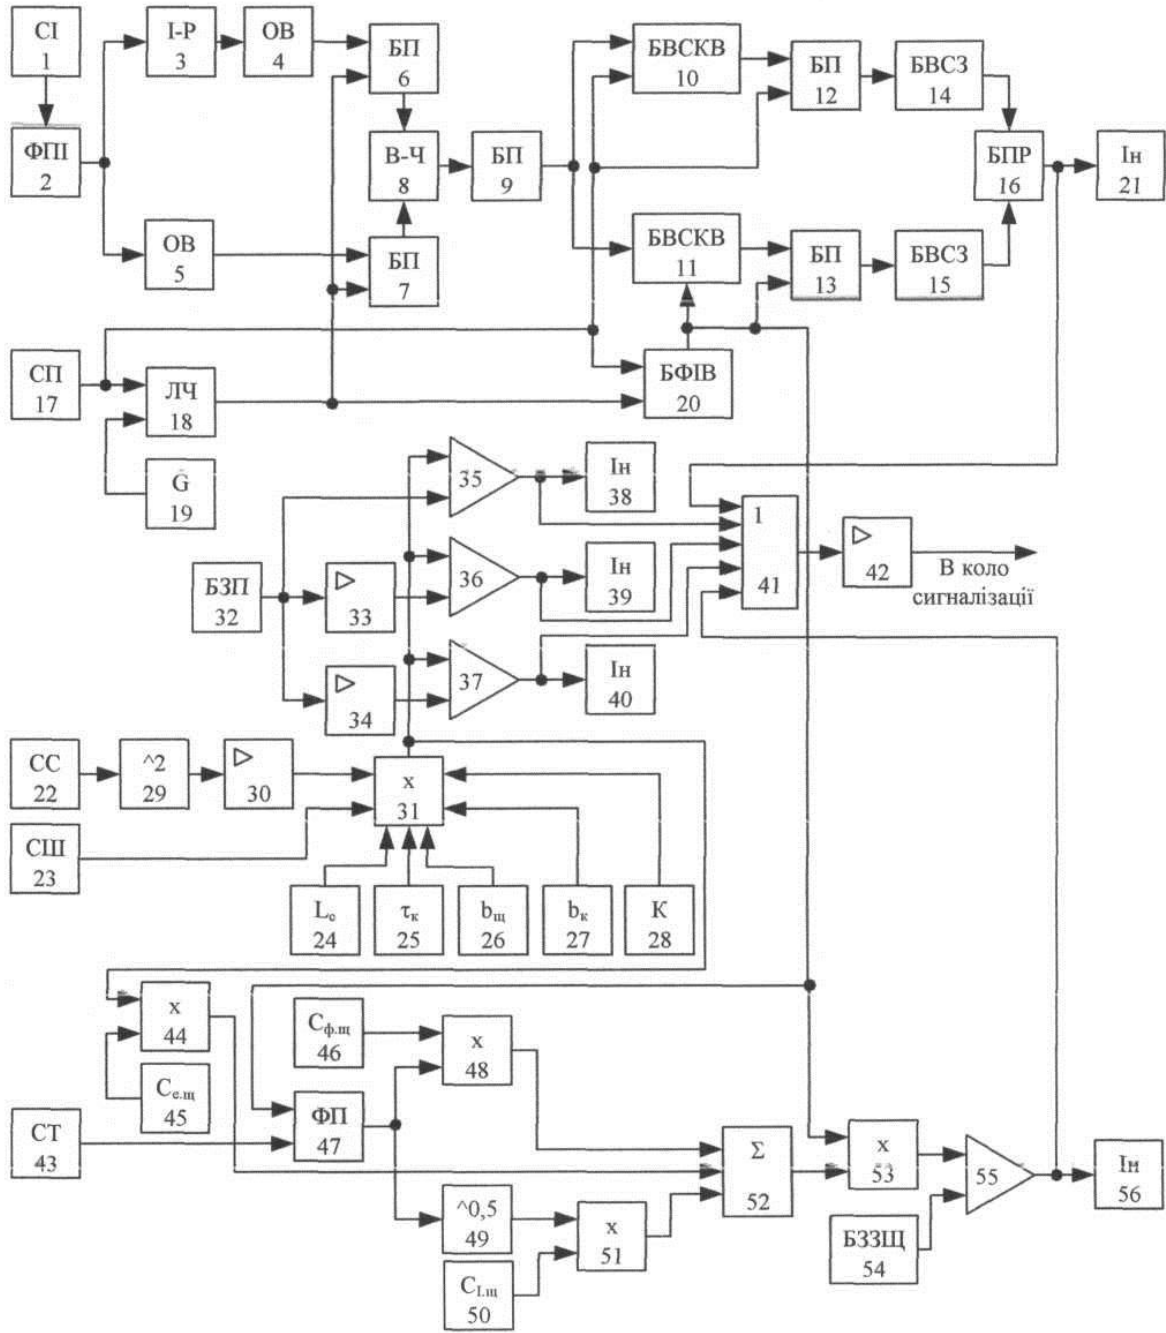 СІ
1
І-Р
3
ОВ
4
БП
6
БВСКВ
10
БП
12
БВСЗ
14
ФПІ
2
В-Ч
8
БП
9
БПР
16
Ін
21
ОВ
5
БП
7
БВСКВ
11
БП
13
БВСЗ
15
СП
17
ЛЧ
18
БФІВ
20
G
19
35
Ін
38
1
41
42
В коло
сигналізації
БЗП
32
33
36
Ін
39
34
37
Ін
40
СС
22
^2
29
30
х
31
СШ
23
Lс
24
τк
25
bщ
26
bк
27
К
28
х
44
Сф.щ
46
х
48
Се.щ
45
СТ
43
ФП
47
Σ
52
х
53
55
Ін
56
^0,5
49
х
51
БЗЗЩ
54
СІ.щ
50